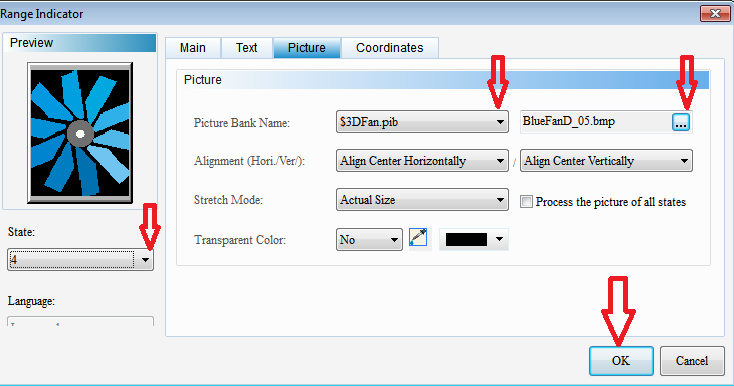 Range Indicator
Preview
Main Text Picture Coordinates
Picture
Picture Bank Name: $3DFan.pib BlueFanD_05.bmp ...
Alignment (Hori./Ver/): Align Center Horizontally / Align Center Vertically
Stretch Mode: Actual Size Process the picture of all states
State:
Transparent Color: No
4
Language:
OK Cancel